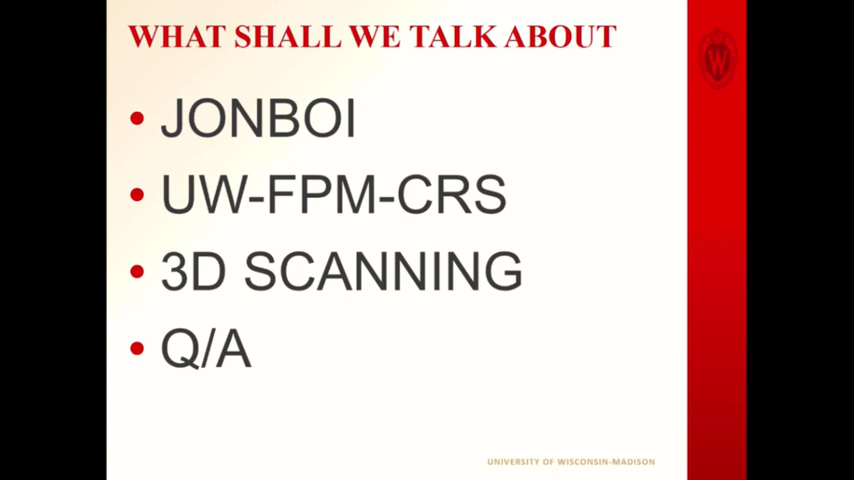 WHAT SHALL WE TALK ABOUT
• JONBOI
• UW-FPM-CRS
• 3D SCANNING
• Q/A
W
UNIVERSITY OF WISCONSIN-MADISON